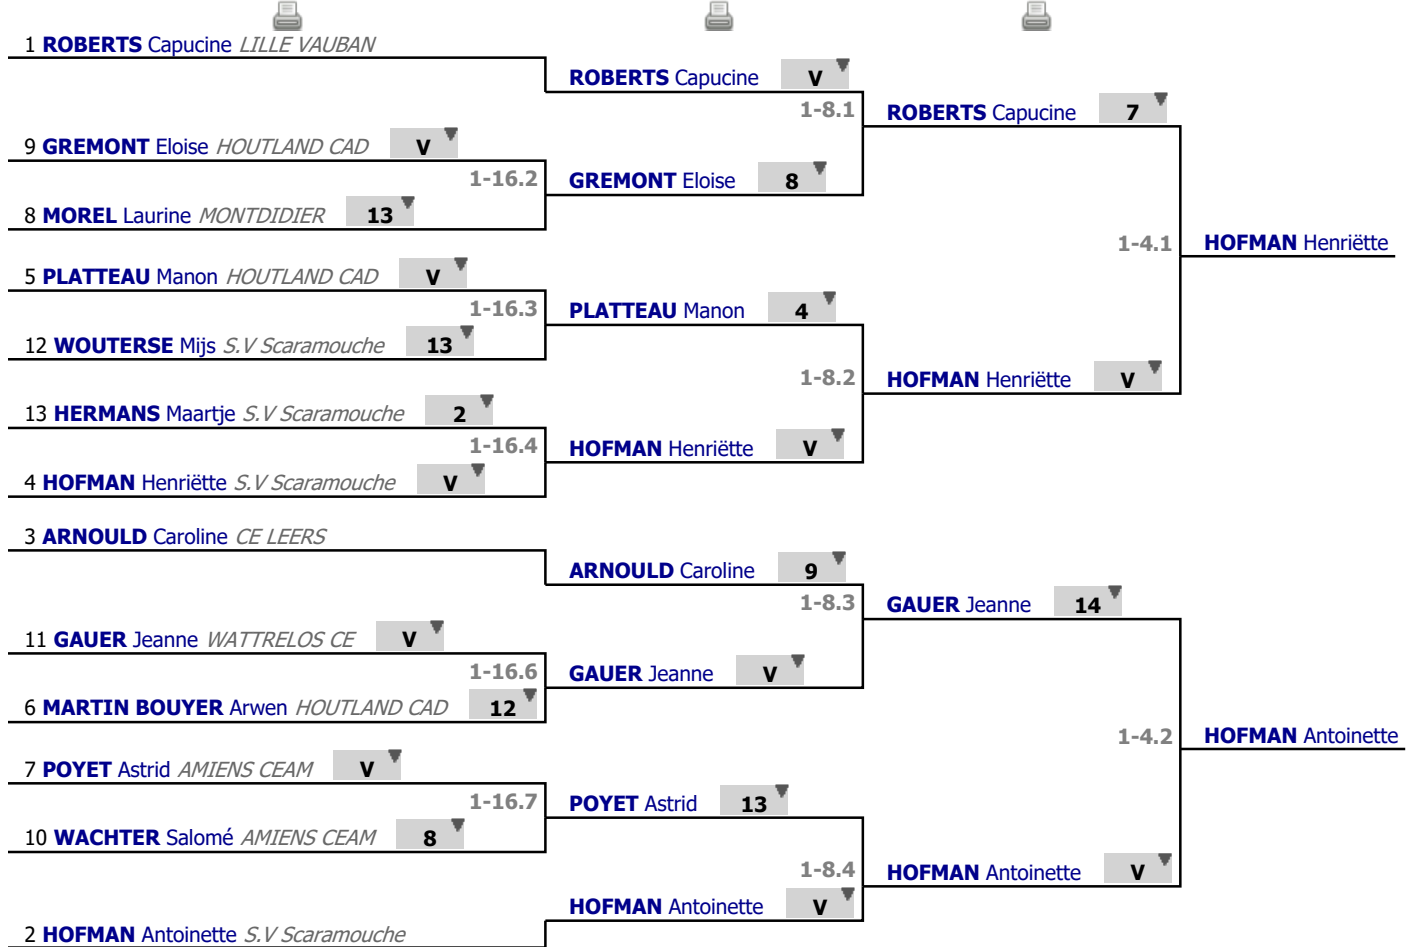 1 ROBERTS Capucine LILLE VAUBAN
ROBERTS Capucine V
1-8.1
ROBERTS Capucine 7
9 GREMONT Eloise HOUTLAND CAD V
1-16.2
GREMONT Eloise 8
8 MOREL Laurine MONTDIDIER 13
1-4.1
HOFMAN Henriëtte
5 PLATTEAU Manon HOUTLAND CAD V
1-16.3
PLATTEAU Manon 4
12 WOUTERSE Mijs S.V Scaramouche 13
1-8.2
HOFMAN Henriëtte V
13 HERMANS Maartje S.V Scaramouche 2
1-16.4
HOFMAN Henriëtte V
4 HOFMAN Henriëtte S.V Scaramouche V
3 ARNOULD Caroline CE LEERS
ARNOULD Caroline 9
1-8.3
GAUER Jeanne 14
11 GAUER Jeanne WATTRELOS CE V
1-16.6
GAUER Jeanne V
6 MARTIN BOUYER Arwen HOUTLAND CAD 12
1-4.2
HOFMAN Antoinette
7 POYET Astrid AMIENS CEAM V
1-16.7
POYET Astrid 13
10 WACHTER Salomé AMIENS CEAM 8
1-8.4
HOFMAN Antoinette V
HOFMAN Antoinette V
2 HOFMAN Antoinette S.V Scaramouche